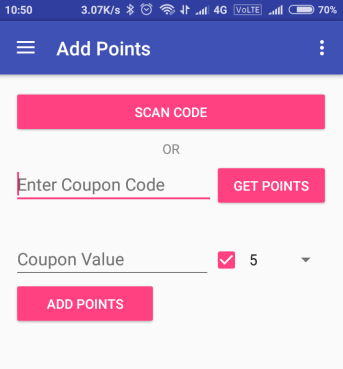 10:50 3.07K/s 4G VoLTE 70%
Add Points
SCAN CODE
OR
Enter Coupon Code GET POINTS
Coupon Value 5
ADD POINTS